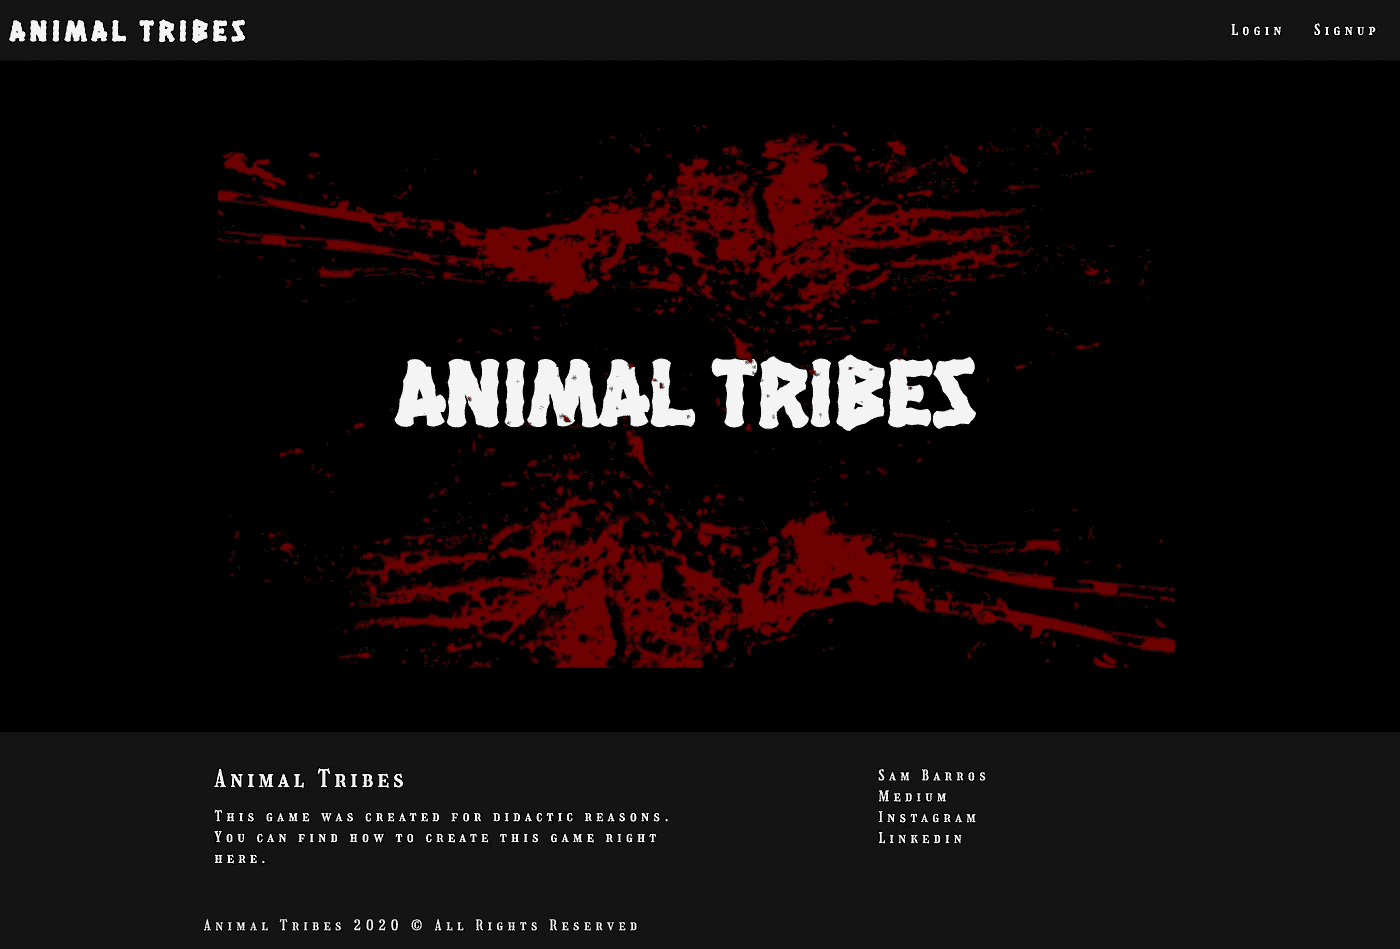 ANIMAL TRIBES
Login Signup
ANIMAL TRIBES
Animal Tribes
This game was created for didactic reasons.
You can find how to create this game right
here.
Sam Barros
Medium
Instagram
Linkedin
Animal Tribes 2020 © All Rights Reserved